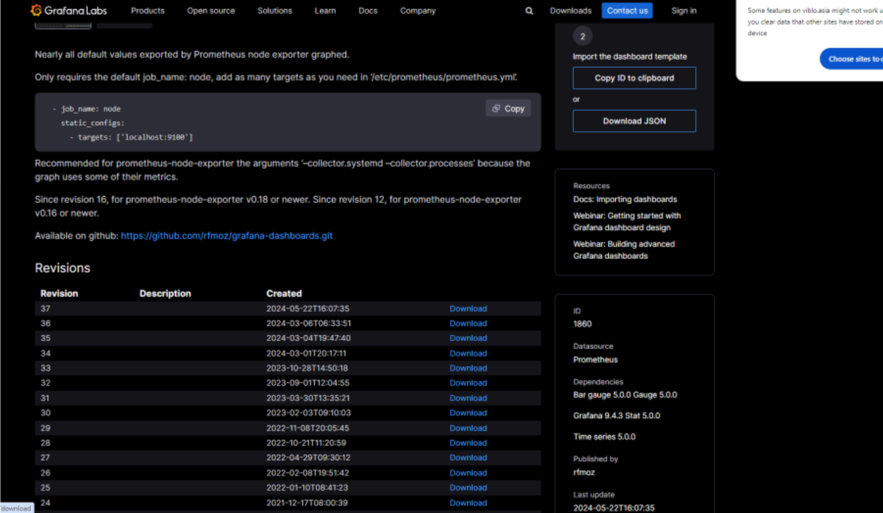 Grafana Labs Products Open source Solutions Learn Docs Company Downloads Contact us Sign in
Nearly all default values exported by Prometheus node exporter graphed.
Only requires the default job_name: node, add as many targets as you need in '/etc/prometheus/prometheus.yml'.
- job_name: node
static_configs:
- targets: ['localhost:9100']
Copy
Recommended for prometheus-node-exporter the arguments '–collector.systemd –collector.processes' because the
graph uses some of their metrics.
Since revision 16, for prometheus-node-exporter v0.18 or newer. Since revision 12, for prometheus-node-exporter
v0.16 or newer.
Available on github: https://github.com/rfmoz/grafana-dashboards.git
Revisions
Revision Description Created
37 2024-05-22T16:07:35 Download
36 2024-03-06T06:33:51 Download
35 2024-03-04T19:47:40 Download
34 2024-03-01T20:17:11 Download
33 2023-10-28T14:50:18 Download
32 2023-09-01T12:04:55 Download
31 2023-03-30T13:35:21 Download
30 2023-02-03T09:10:03 Download
29 2022-11-08T20:05:45 Download
28 2022-10-21T11:20:59 Download
27 2022-04-29T09:30:12 Download
26 2022-02-08T19:51:42 Download
25 2022-01-10T08:41:23 Download
24 2021-12-17T08:00:39 Download
download
2
Import the dashboard template
Copy ID to clipboard
or
Download JSON
Resources
Docs: Importing dashboards
Webinar: Getting started with
Grafana dashboard design
Webinar: Building advanced
Grafana dashboards
ID
1860
Datasource
Prometheus
Dependencies
Bar gauge 5.0.0 Gauge 5.0.0
Grafana 9.4.3 Stat 5.0.0
Time series 5.0.0
Published by
rfmoz
Last update
2024-05-22T16:07:35
Some features on viblo.asia might not work u
you clear data that other sites have stored on
device
Choose sites to c